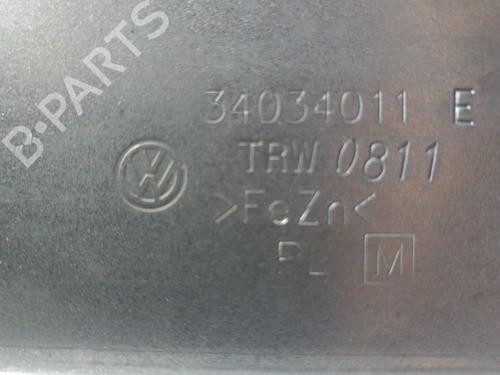 B-PARTS
34034011 E
TRW 0811
>FeZn<
PL M